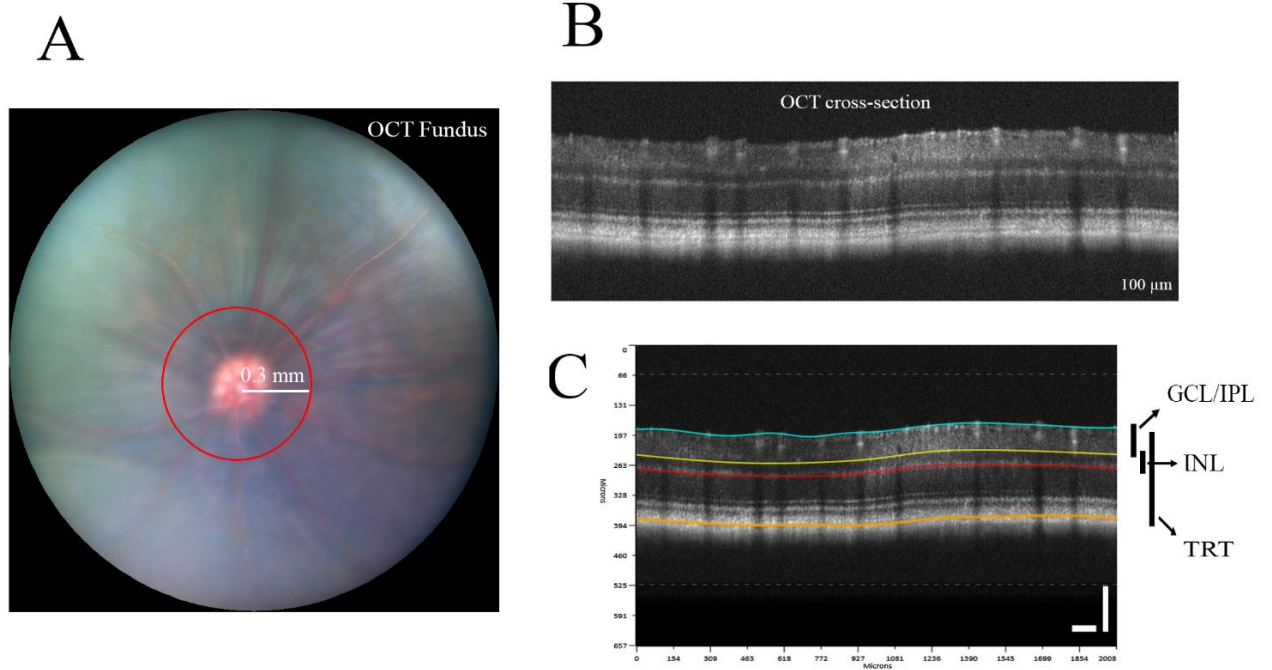 A
OCT Fundus
0.3 mm
B
OCT cross-section
100 µm
C
0
66
131
197
263
328
394
460
525
591
657
Microns
0 154 309 463 618 772 927 1081 1236 1390 1545 1699 1854 2008
Microns
GCL/IPL
INL
TRT